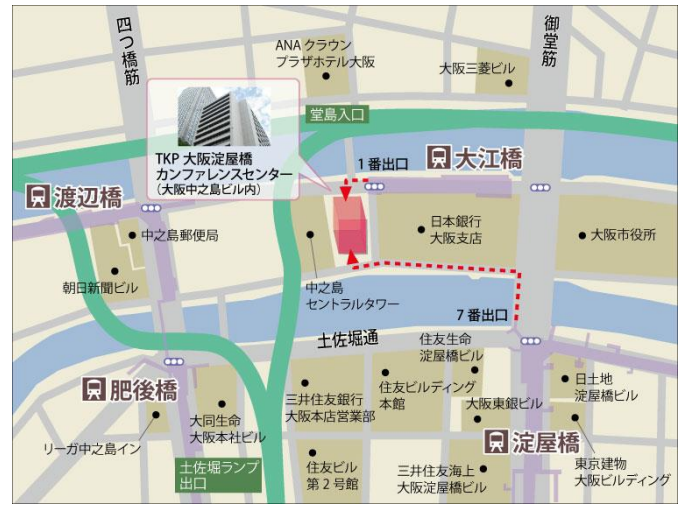 四つ橋筋
御堂筋
ANAクラウン
プラザホテル大阪
大阪三菱ビル
堂島入口
TKP 大阪淀屋橋
カンファレンスセンター
（大阪中之島ビル内）
1番出口
大江橋
渡辺橋
中之島郵便局
日本銀行
大阪支店
大阪市役所
朝日新聞ビル
中之島
セントラルタワー
7番出口
土佐堀通
住友生命
淀屋橋ビル
肥後橋
三井住友銀行
大阪本店営業部
住友ビルディング
本館
日土地
淀屋橋ビル
大同生命
大阪本社ビル
大阪東銀ビル
リーガ中之島イン
淀屋橋
土佐堀ランプ
出口
住友ビル
第2号館
三井住友海上
大阪淀屋橋ビル
東京建物
大阪ビルディング